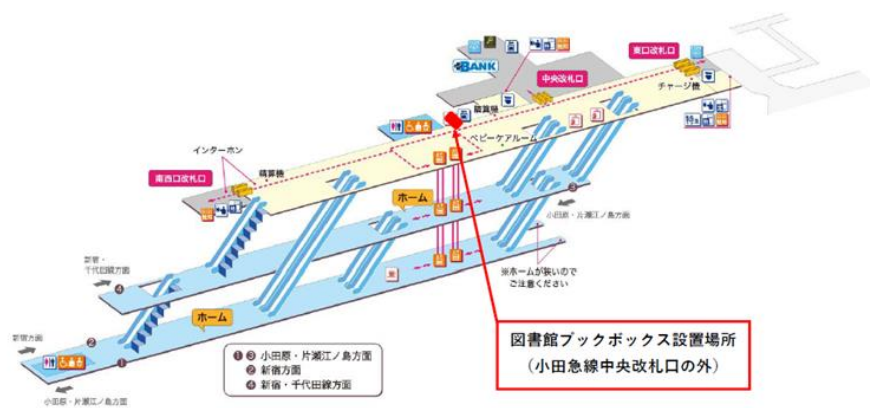 BANK
中央改札口
東口改札口
チャージ機
精算機
ベビーケアルーム
インターホン
精算機
南西口改札口
ホーム
③
小田原・片瀬江ノ島方面
新宿・
千代田線方面
④
※ホームが狭いので
ご注意ください
ホーム
新宿方面
②
①
小田原・片瀬江ノ島方面
❶ ❸ 小田原・片瀬江ノ島方面
❷ 新宿方面
❹ 新宿・千代田線方面
図書館ブックボックス設置場所
(小田急線中央改札口の外)